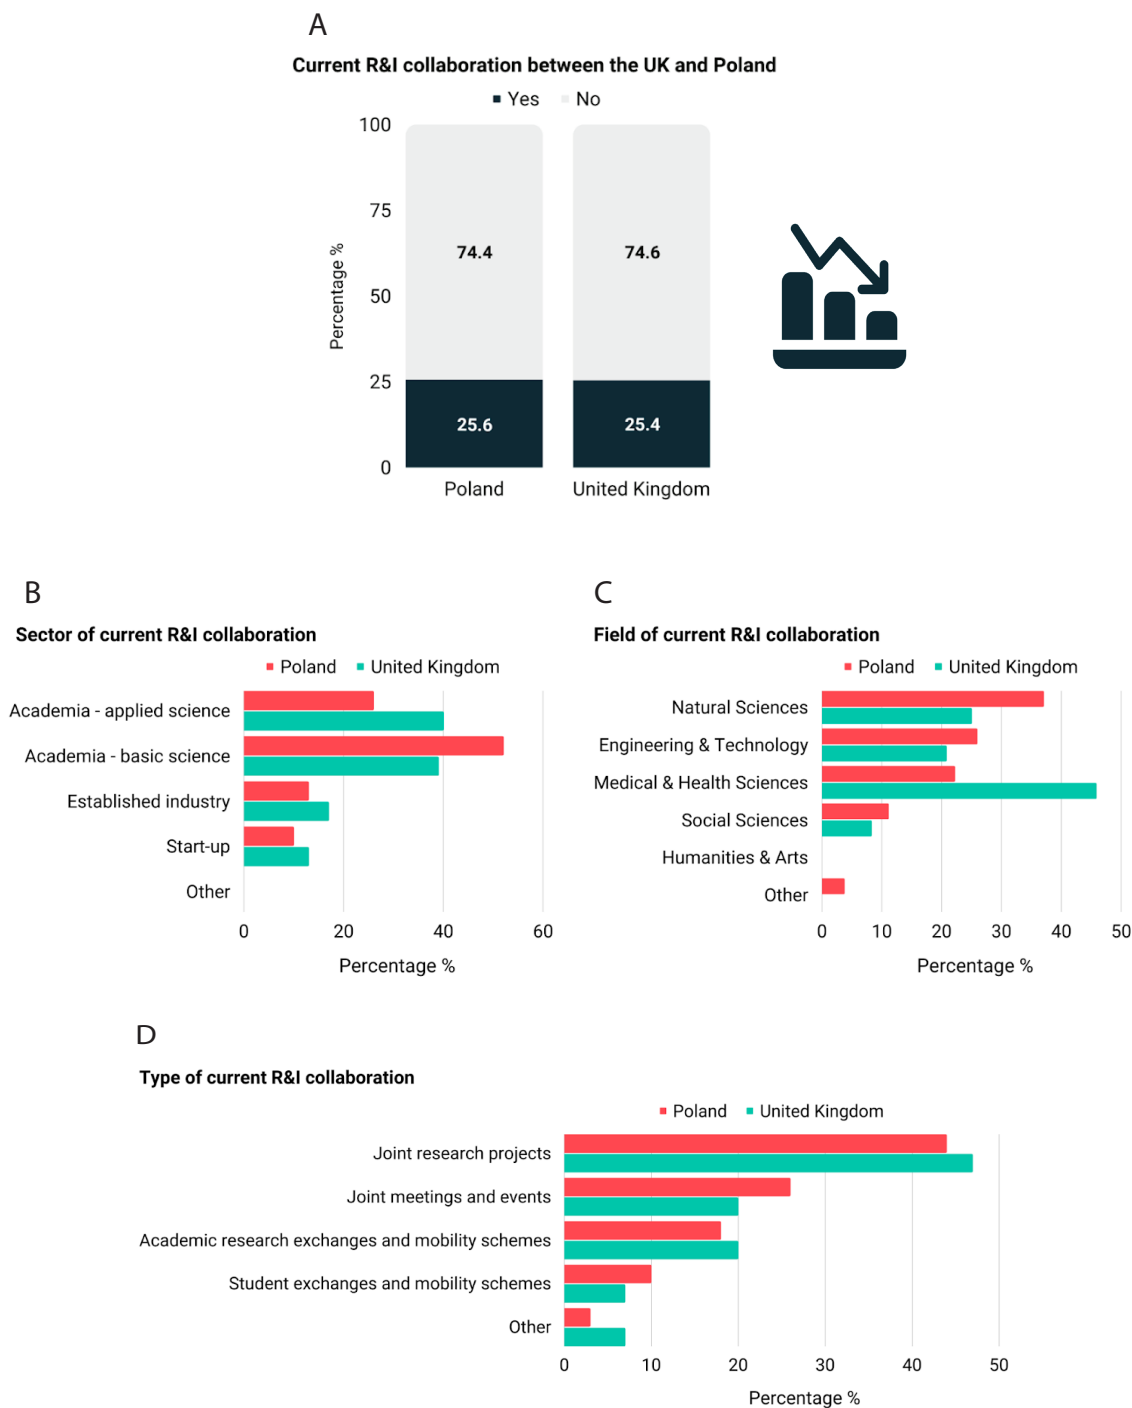 A
Current R&I collaboration between the UK and Poland
Yes No
100
75
50
25
0
Percentage %
74.4
74.6
25.6
25.4
Poland
United Kingdom
B
Sector of current R&I collaboration
Poland United Kingdom
Academia - applied science
Academia - basic science
Established industry
Start-up
Other
0 20 40 60
Percentage %
C
Field of current R&I collaboration
Poland United Kingdom
Natural Sciences
Engineering & Technology
Medical & Health Sciences
Social Sciences
Humanities & Arts
Other
0 10 20 30 40 50
Percentage %
D
Type of current R&I collaboration
Poland United Kingdom
Joint research projects
Joint meetings and events
Academic research exchanges and mobility schemes
Student exchanges and mobility schemes
Other
0 10 20 30 40 50
Percentage %